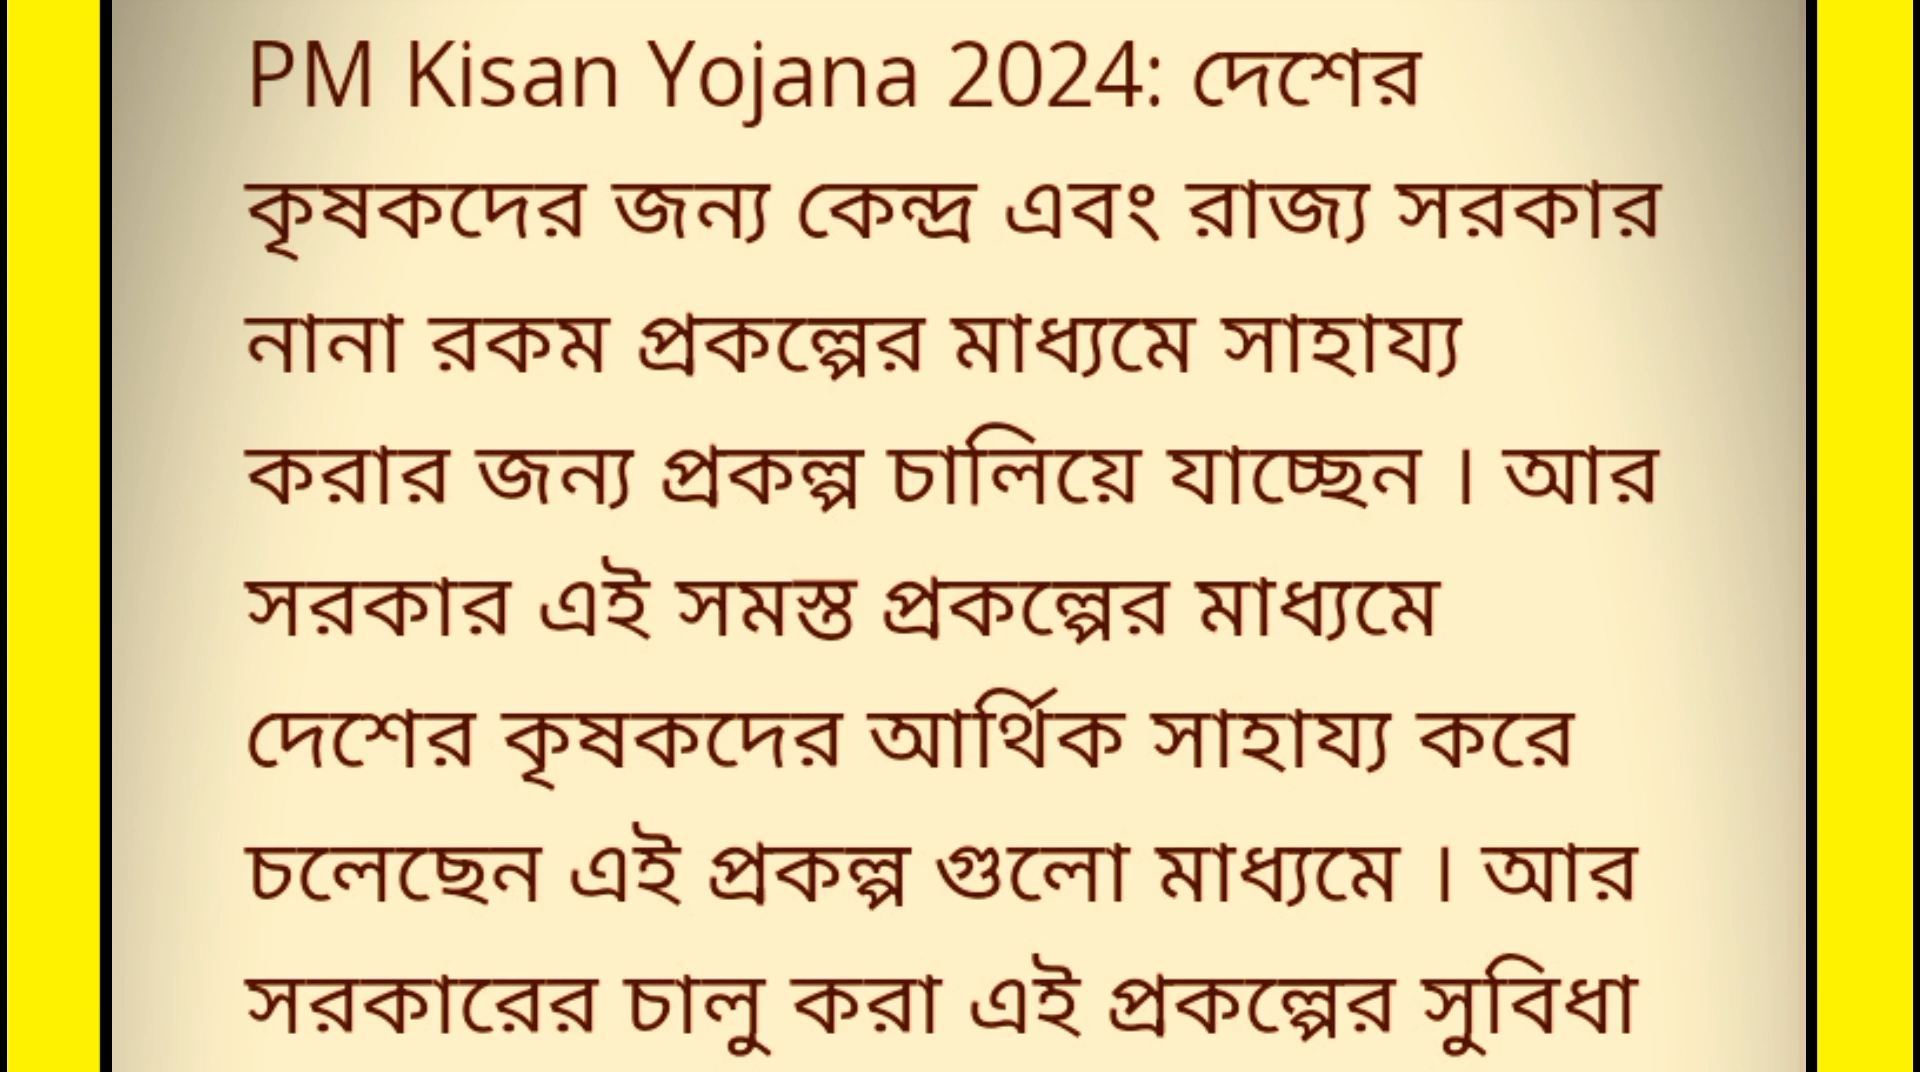 PM Kisan Yojana 2024: দেশের
কৃষকদের জন্য কেন্দ্র এবং রাজ্য সরকার
নানা রকম প্রকল্পের মাধ্যমে সাহায্য
করার জন্য প্রকল্প চালিয়ে যাচ্ছেন । আর
সরকার এই সমস্ত প্রকল্পের মাধ্যমে
দেশের কৃষকদের আর্থিক সাহায্য করে
চলেছেন এই প্রকল্প গুলো মাধ্যমে । আর
সরকারের চালু করা এই প্রকল্পের সুবিধা